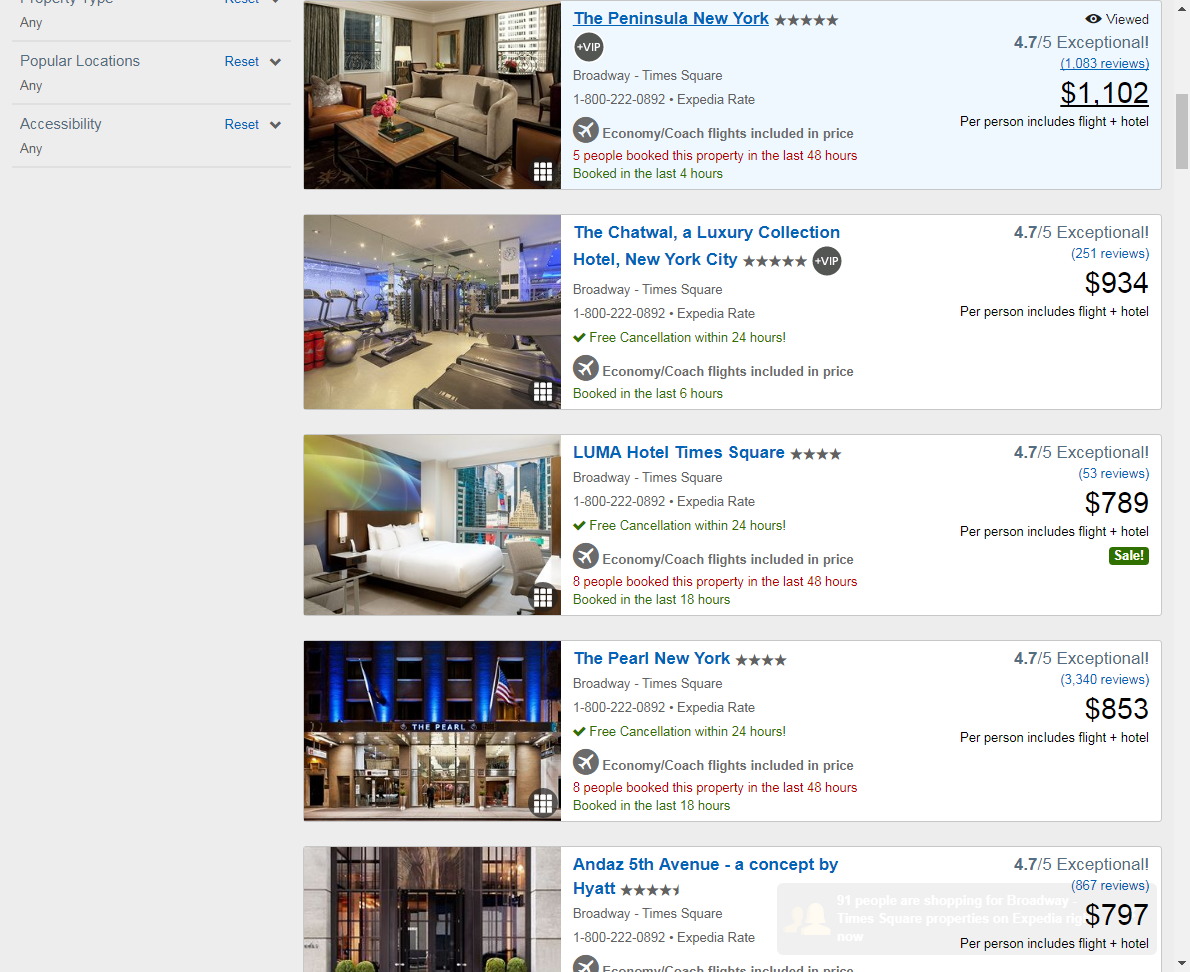 Property Type Reset
Any
Popular Locations Reset
Any
Accessibility Reset
Any
The Peninsula New York
Viewed
+VIP
4.7/5 Exceptional!
(1,083 reviews)
Broadway - Times Square
$1,102
1-800-222-0892 • Expedia Rate
Per person includes flight + hotel
Economy/Coach flights included in price
5 people booked this property in the last 48 hours
Booked in the last 4 hours
The Chatwal, a Luxury Collection
Hotel, New York City +VIP
4.7/5 Exceptional!
(251 reviews)
$934
Per person includes flight + hotel
Broadway - Times Square
1-800-222-0892 • Expedia Rate
Free Cancellation within 24 hours!
Economy/Coach flights included in price
Booked in the last 6 hours
LUMA Hotel Times Square
4.7/5 Exceptional!
(53 reviews)
$789
Per person includes flight + hotel
Sale!
Broadway - Times Square
1-800-222-0892 • Expedia Rate
Free Cancellation within 24 hours!
Economy/Coach flights included in price
8 people booked this property in the last 48 hours
Booked in the last 18 hours
THE PEARL
The Pearl New York
4.7/5 Exceptional!
(3,340 reviews)
$853
Per person includes flight + hotel
Broadway - Times Square
1-800-222-0892 • Expedia Rate
Free Cancellation within 24 hours!
Economy/Coach flights included in price
8 people booked this property in the last 48 hours
Booked in the last 18 hours
Andaz 5th Avenue - a concept by
Hyatt
4.7/5 Exceptional!
(867 reviews)
$797
Per person includes flight + hotel
Broadway - Times Square
1-800-222-0892 • Expedia Rate
Economy/Coach flights included in price
91 people are shopping for Broadway -
Times Square properties on Expedia
now